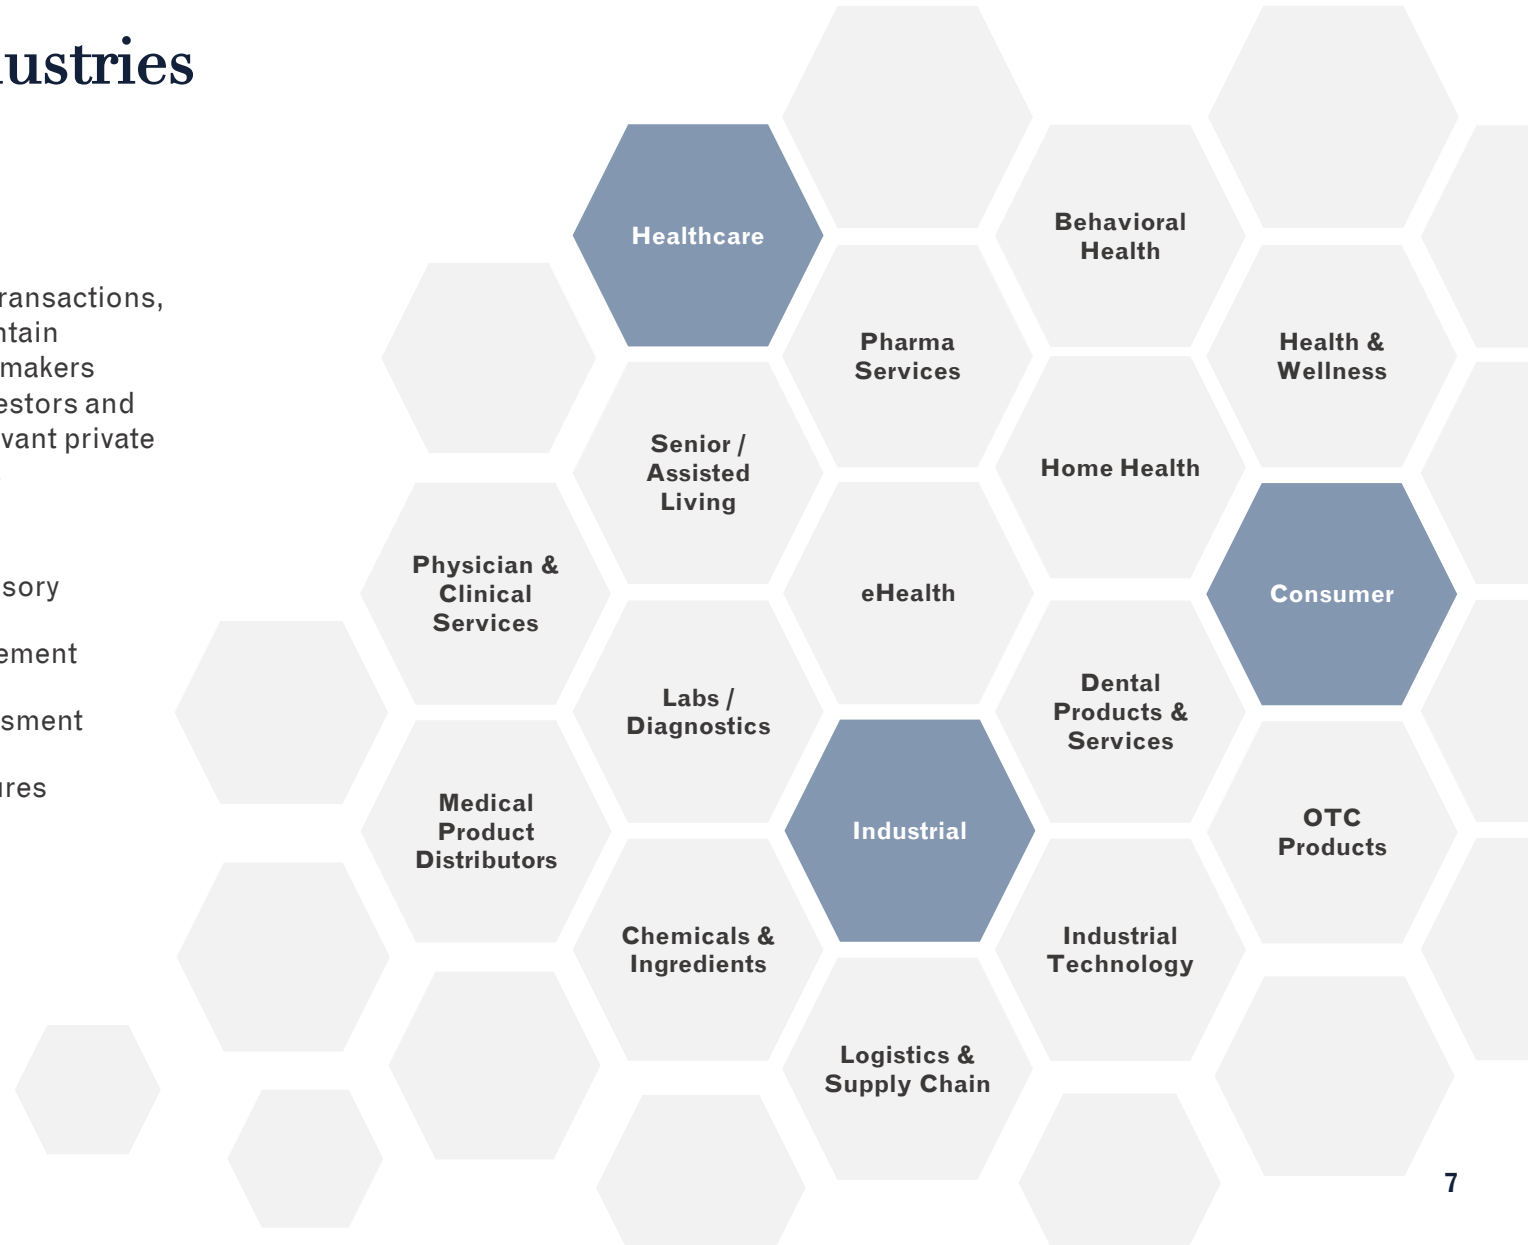 ustries
ransactions,
ntain
makers
estors and
vant private
sory
ement
sment
ures
Healthcare
Behavioral
Health
Pharma
Services
Health &
Wellness
Senior /
Assisted
Living
Home Health
Physician &
Clinical
Services
eHealth
Consumer
Labs /
Diagnostics
Dental
Products &
Services
Medical
Product
Distributors
Industrial
OTC
Products
Chemicals &
Ingredients
Industrial
Technology
Logistics &
Supply Chain
7